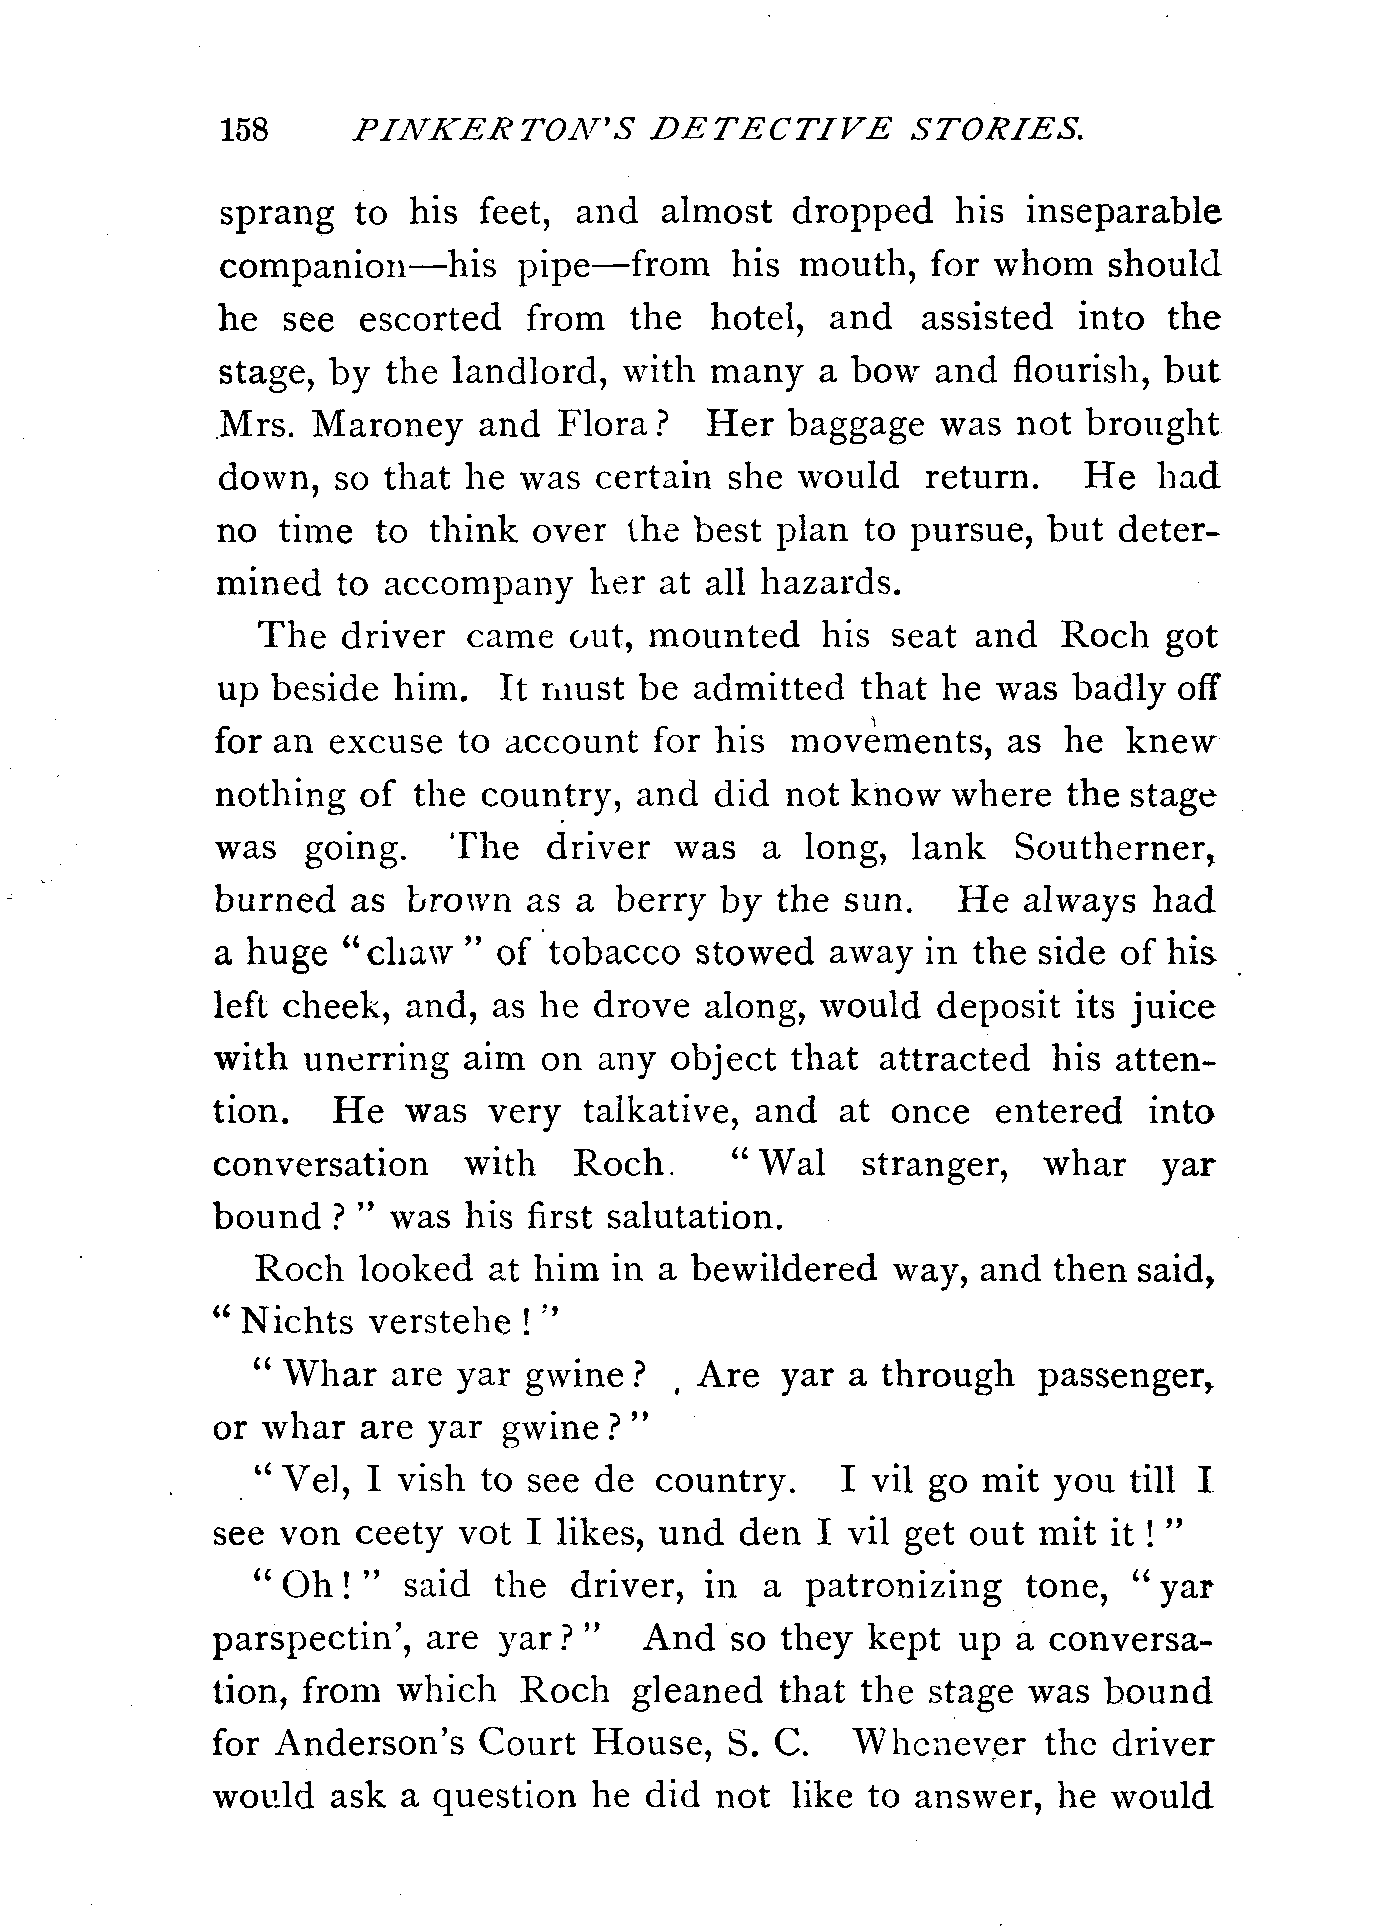 158 PINKERTON'S DETECTIVE STORIES.
sprang to his feet, and almost dropped his inseparable
companion—his pipe—from his mouth, for whom should
he see escorted from the hotel, and assisted into the
stage, by the landlord, with many a bow and flourish, but
Mrs. Maroney and Flora? Her baggage was not brought
down, so that he was certain she would return. He had
no time to think over the best plan to pursue, but deter-
mined to accompany her at all hazards.
The driver came out, mounted his seat and Roch got
up beside him. It must be admitted that he was badly off
for an excuse to account for his movements, as he knew
nothing of the country, and did not know where the stage
was going. The driver was a long, lank Southerner,
burned as brown as a berry by the sun. He always had
a huge "chaw" of tobacco stowed away in the side of his
left cheek, and, as he drove along, would deposit its juice
with unerring aim on any object that attracted his atten-
tion. He was very talkative, and at once entered into
conversation with Roch. "Wal stranger, whar yar
bound?" was his first salutation.
Roch looked at him in a bewildered way, and then said,
"Nichts verstehe!"
"Whar are yar gwine? Are yar a through passenger,
or whar are yar gwine?"
"Vel, I vish to see de country. I vil go mit you till I
see von ceety vot I likes, und den I vil get out mit it!"
"Oh!" said the driver, in a patronizing tone, "yar
parspectin', are yar?" And so they kept up a conversa-
tion, from which Roch gleaned that the stage was bound
for Anderson's Court House, S. C. Whenever the driver
would ask a question he did not like to answer, he would